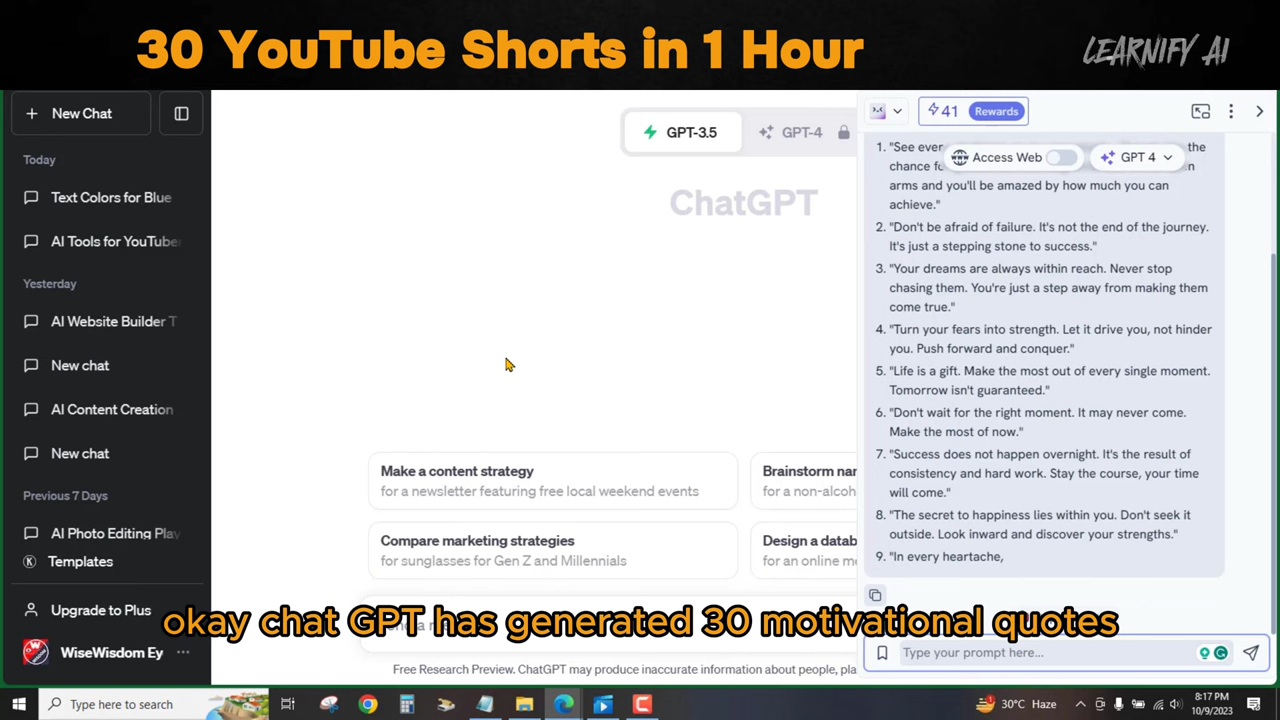 30 YouTube Shorts in 1 Hour
LEARNIFY AI
New Chat
Today
Text Colors for Blue
AI Tools for YouTuber
Yesterday
AI Website Builder T
New chat
AI Content Creation
New chat
Previous 7 Days
AI Photo Editing Play
Templates
Upgrade to Plus
WiseWisdom Ey
GPT-3.5
GPT-4
ChatGPT
Make a content strategy
for a newsletter featuring free local weekend events
Brainstorm nar
for a non-alcoh
Compare marketing strategies
for sunglasses for Gen Z and Millennials
Design a datab
for an online m
Free Research Preview. ChatGPT may produce inaccurate information about people, pla
41 Rewards
Access Web
GPT 4
1. "See ever the
chance fo n
arms and you'll be amazed by how much you can
achieve."
2. "Don't be afraid of failure. It's not the end of the journey.
It's just a stepping stone to success."
3. "Your dreams are always within reach. Never stop
chasing them. You're just a step away from making them
come true."
4. "Turn your fears into strength. Let it drive you, not hinder
you. Push forward and conquer."
5. "Life is a gift. Make the most out of every single moment.
Tomorrow isn't guaranteed."
6. "Don't wait for the right moment. It may never come.
Make the most of now."
7. "Success does not happen overnight. It's the result of
consistency and hard work. Stay the course, your time
will come."
8. "The secret to happiness lies within you. Don't seek it
outside. Look inward and discover your strengths."
9. "In every heartache,
Type your prompt here...
okay chat GPT has generated 30 motivational quotes
Type here to search
30°C Haze
8:17 PM
10/9/2023